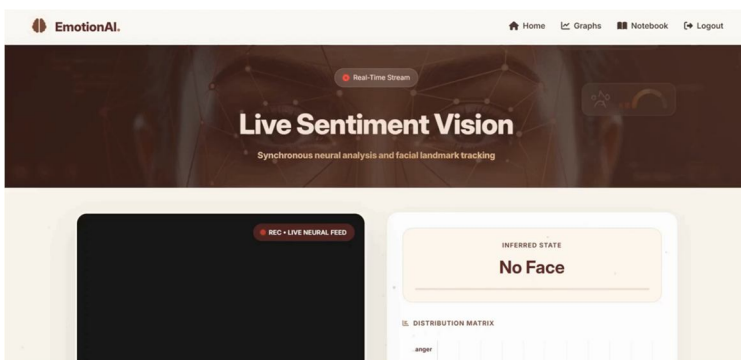 EmotionAI.
Home Graphs Notebook Logout
Real-Time Stream
Live Sentiment Vision
Synchronous neural analysis and facial landmark tracking
REC • LIVE NEURAL FEED
INFERRED STATE
No Face
DISTRIBUTION MATRIX
anger